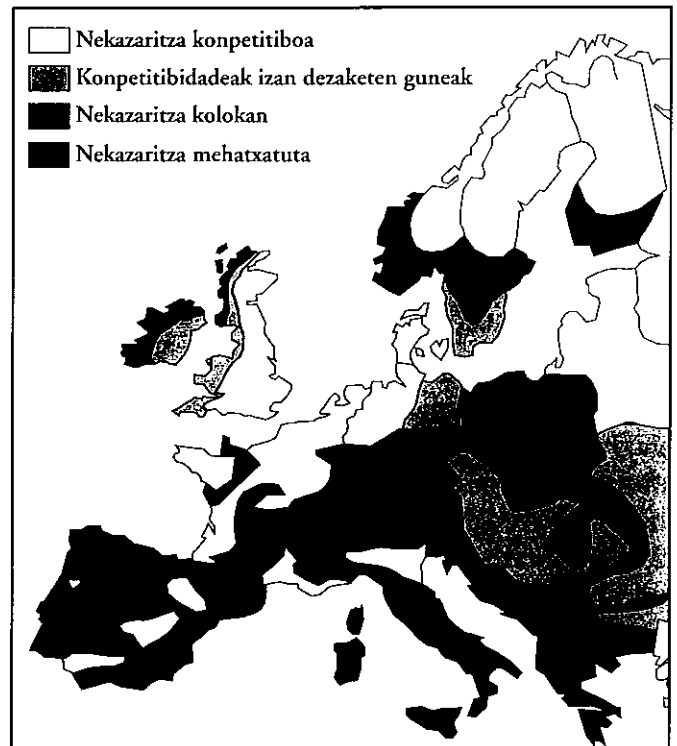 Nekazaritza konpetitiboa
Konpetitibidadeak izan dezaketen guneak
Nekazaritza kolokan
Nekazaritza mehatxatuta